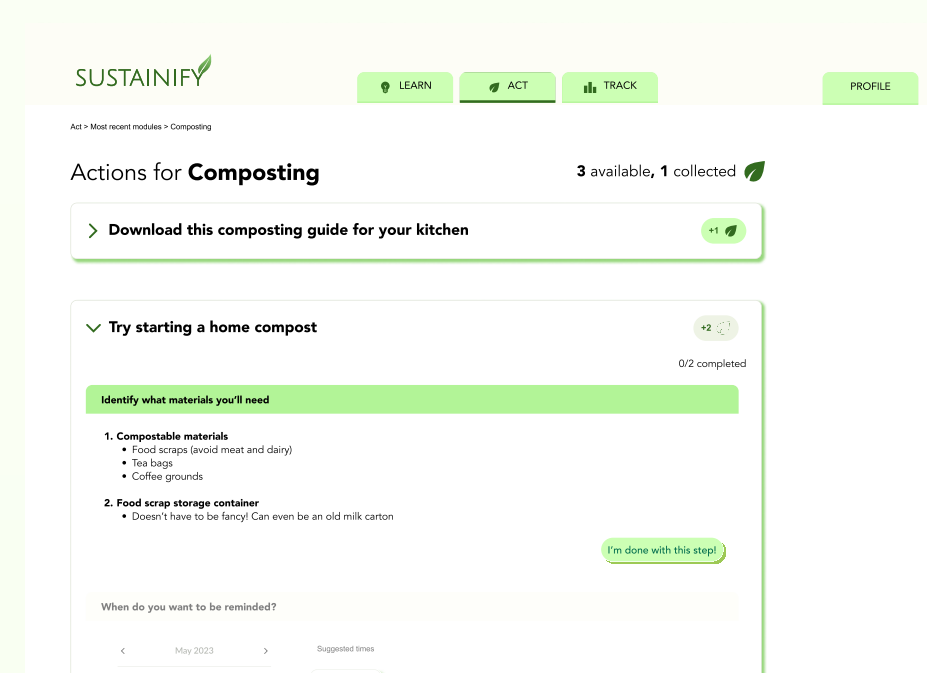 SUSTAINIFY
LEARN
ACT
TRACK
PROFILE
Act > Most recent modules > Composting
Actions for Composting
3 available, 1 collected
Download this composting guide for your kitchen
+1
Try starting a home compost
+2
0/2 completed
Identify what materials you'll need
1. Compostable materials
• Food scraps (avoid meat and dairy)
• Tea bags
• Coffee grounds
2. Food scrap storage container
• Doesn't have to be fancy! Can even be an old milk carton
I'm done with this step!
When do you want to be reminded?
May 2023
Suggested times